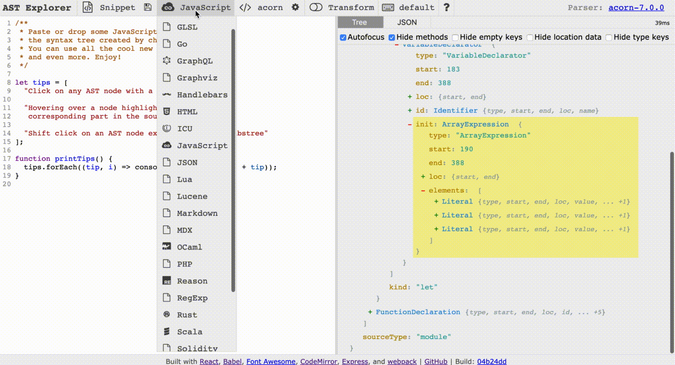 AST Explorer Snippet JavaScript </> acorn Transform default ? Parser: acorn-7.0.0
Tree JSON 39ms
Autofocus Hide methods Hide empty keys Hide location data Hide type keys
1 /**
2 * Paste or drop some JavaScript
3 * the syntax tree created by ch
4 * You can use all the cool new
5 * and even more. Enjoy!
6 */
7
8 let tips = [
9 "Click on any AST node with a
10
11 "Hovering over a node highligh
12 corresponding part in the sou
13
14 "Shift click on an AST node ex bstree"
15 ];
16
17 function printTips() {
18 tips.forEach((tip, i) => conso + tip));
19 }
20
GLSL
Go
GraphQL
Graphviz
Handlebars
HTML
ICU
JavaScript
JSON
Lua
Lucene
Markdown
MDX
OCaml
PHP
Reason
RegExp
Rust
Scala
Solidity
- VariableDeclarator {
type: "VariableDeclarator"
start: 183
end: 388
+ loc: {start, end}
+ id: Identifier {type, start, end, loc, name}
- init: ArrayExpression {
type: "ArrayExpression"
start: 190
end: 388
+ loc: {start, end}
- elements: [
+ Literal {type, start, end, loc, value, ... +1}
+ Literal {type, start, end, loc, value, ... +1}
+ Literal {type, start, end, loc, value, ... +1}
]
}
}
]
kind: "let"
}
+ FunctionDeclaration {type, start, end, loc, id, ... +5}
]
sourceType: "module"
}
Built with React, Babel, Font Awesome, CodeMirror, Express, and webpack | GitHub | Build: 04b24dd